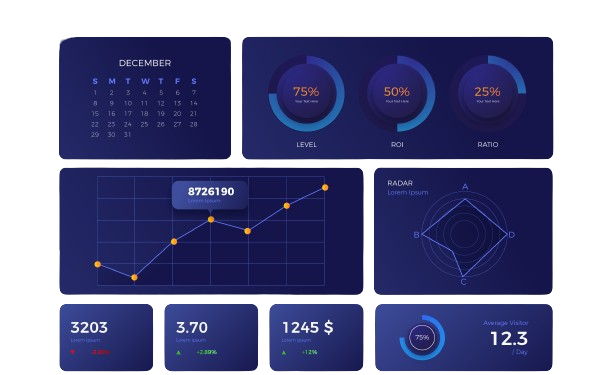 DECEMBER
S M T W T F S
1 2 3 4 5 6 7
8 9 10 11 12 13 14
15 16 17 18 19 20 21
22 23 24 25 26 27 28
29 30 31
75% 50% 25%
Your Text Here Your Text Here Your Text Here
LEVEL ROI RATIO
8726190
Lorem Ipsum
RADAR
Lorem Ipsum
A
B D
C
3203
Lorem Ipsum
3.70
Lorem Ipsum
+2.69%
1245 $
Lorem Ipsum
+12%
75%
Average Visitor
12.3
/ Day